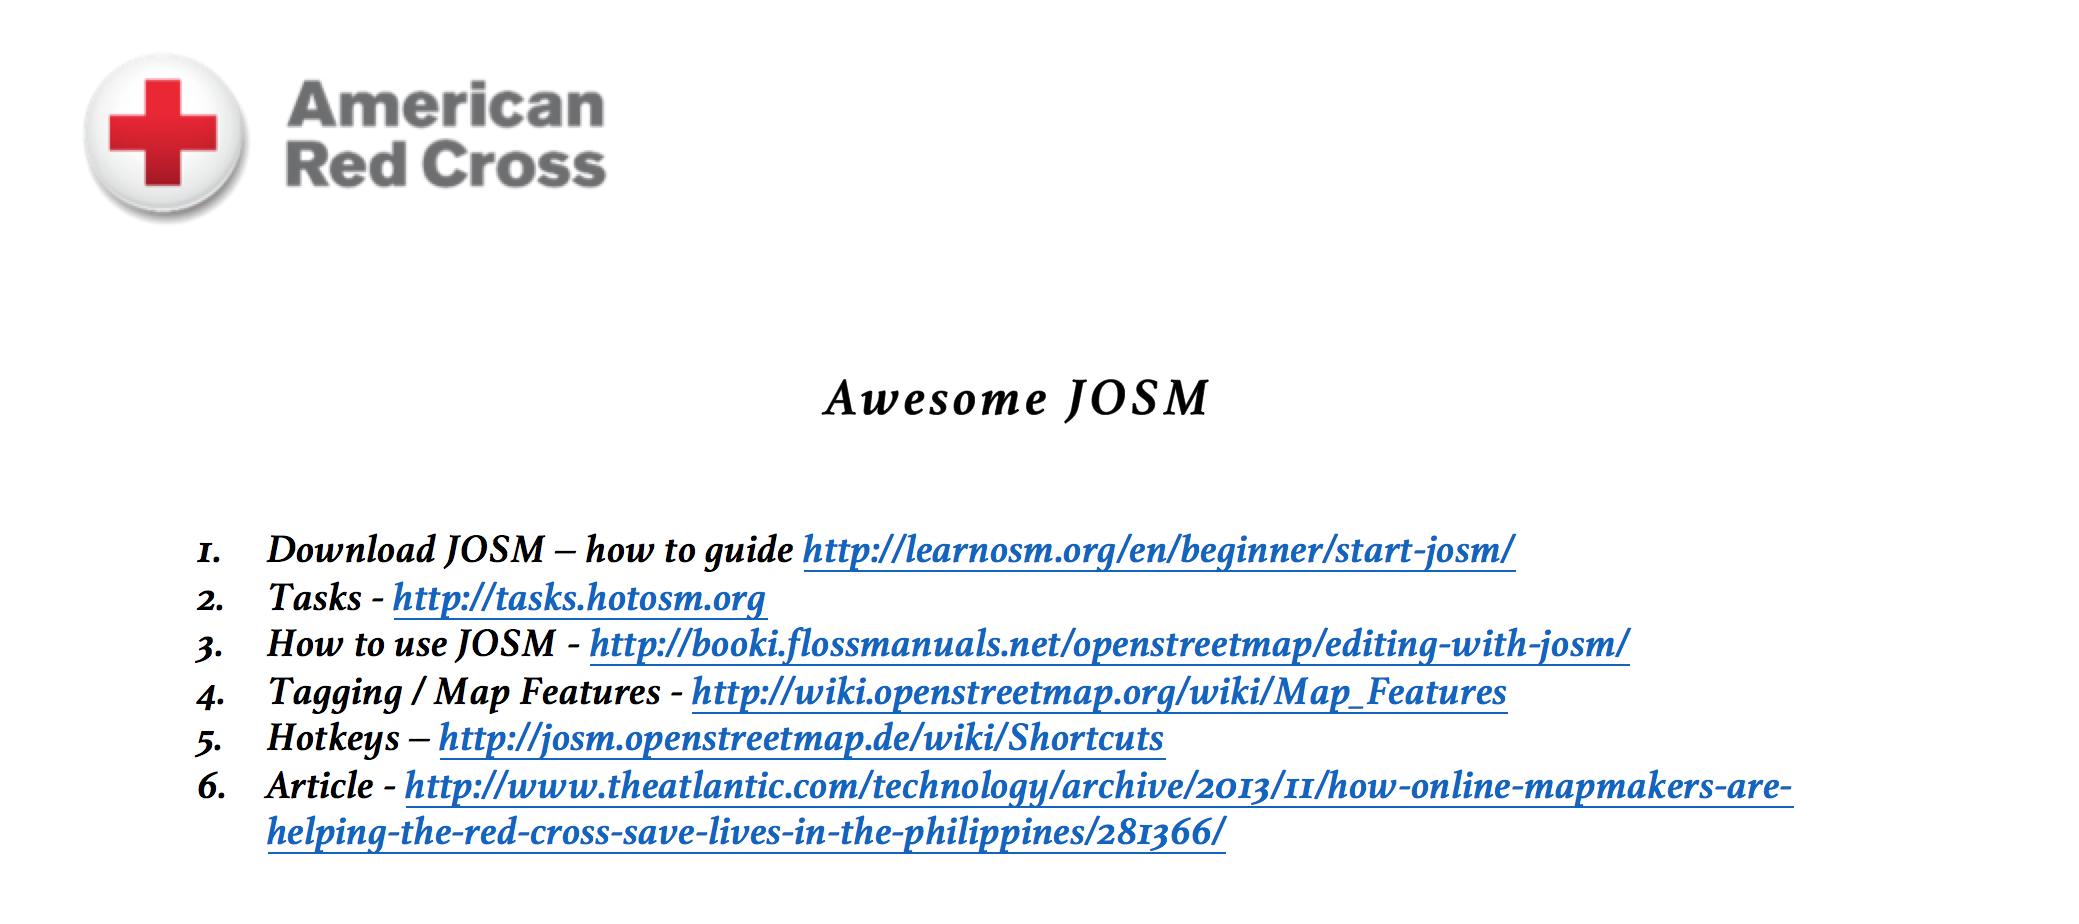 American
Red Cross
Awesome JOSM
1. Download JOSM – how to guide http://learnosm.org/en/beginner/start-josm/
2. Tasks - http://tasks.hotosm.org
3. How to use JOSM - http://booki.flossmanuals.net/openstreetmap/editing-with-josm/
4. Tagging / Map Features - http://wiki.openstreetmap.org/wiki/Map_Features
5. Hotkeys – http://josm.openstreetmap.de/wiki/Shortcuts
6. Article - http://www.theatlantic.com/technology/archive/2013/11/how-online-mapmakers-are-
helping-the-red-cross-save-lives-in-the-philippines/281366/